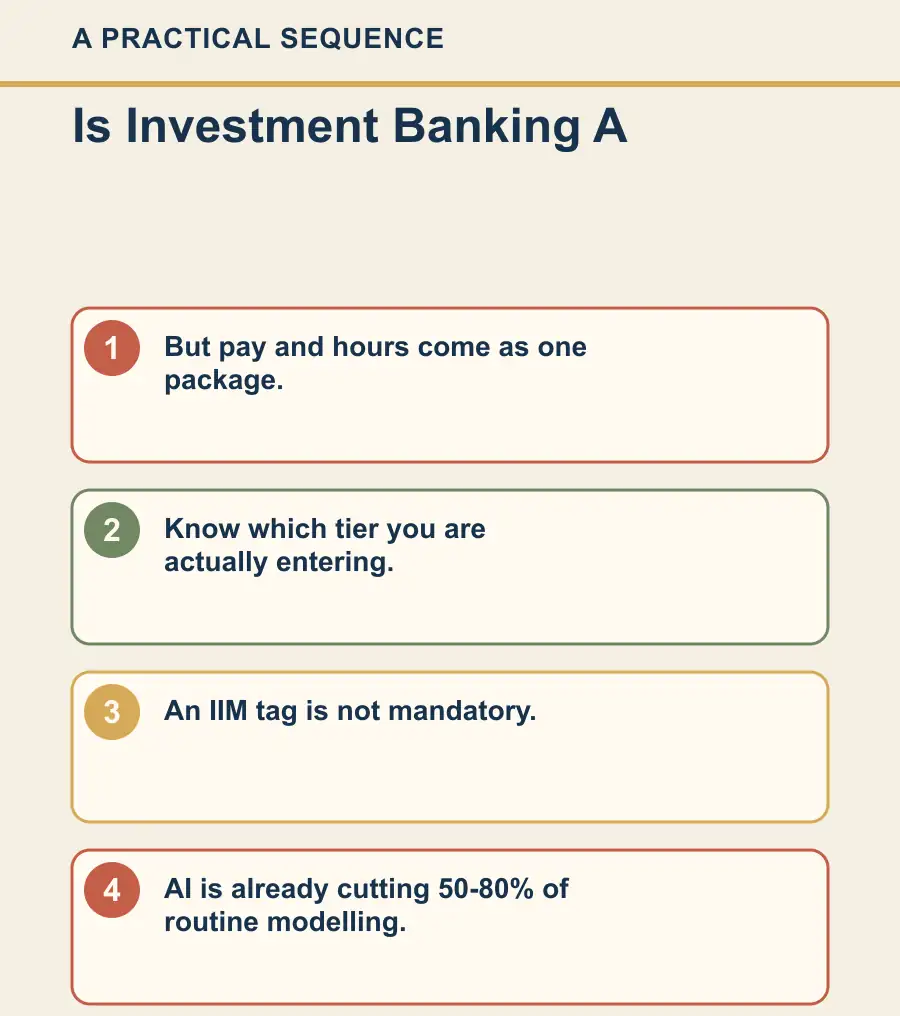 A PRACTICAL SEQUENCE
Is Investment Banking A
1
But pay and hours come as one
package.
2
Know which tier you are
actually entering.
3
An IIM tag is not mandatory.
4
AI is already cutting 50-80% of
routine modelling.